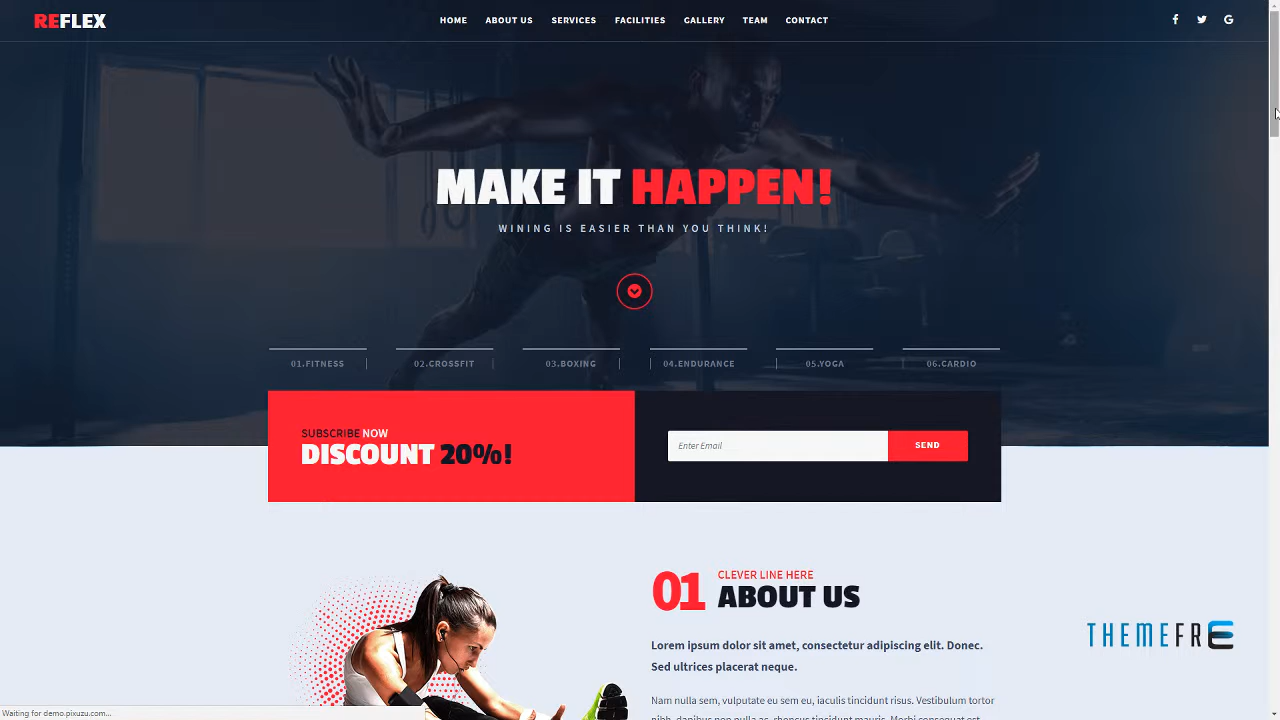 REFLEX
HOME ABOUT US SERVICES FACILITIES GALLERY TEAM CONTACT
MAKE IT HAPPEN!
WINING IS EASIER THAN YOU THINK!
01.FITNESS 02.CROSSFIT 03.BOXING 04.ENDURANCE 05.YOGA 06.CARDIO
SUBSCRIBE NOW
DISCOUNT 20%!
Enter Email SEND
01 CLEVER LINE HERE
ABOUT US
Lorem ipsum dolor sit amet, consectetur adipiscing elit. Donec.
Sed ultrices placerat neque.
Nam nulla sem, vulputate eu sem eu, iaculis tincidunt risus. Vestibulum tortor
THEMEFRE
Waiting for demo.pixuzu.com...